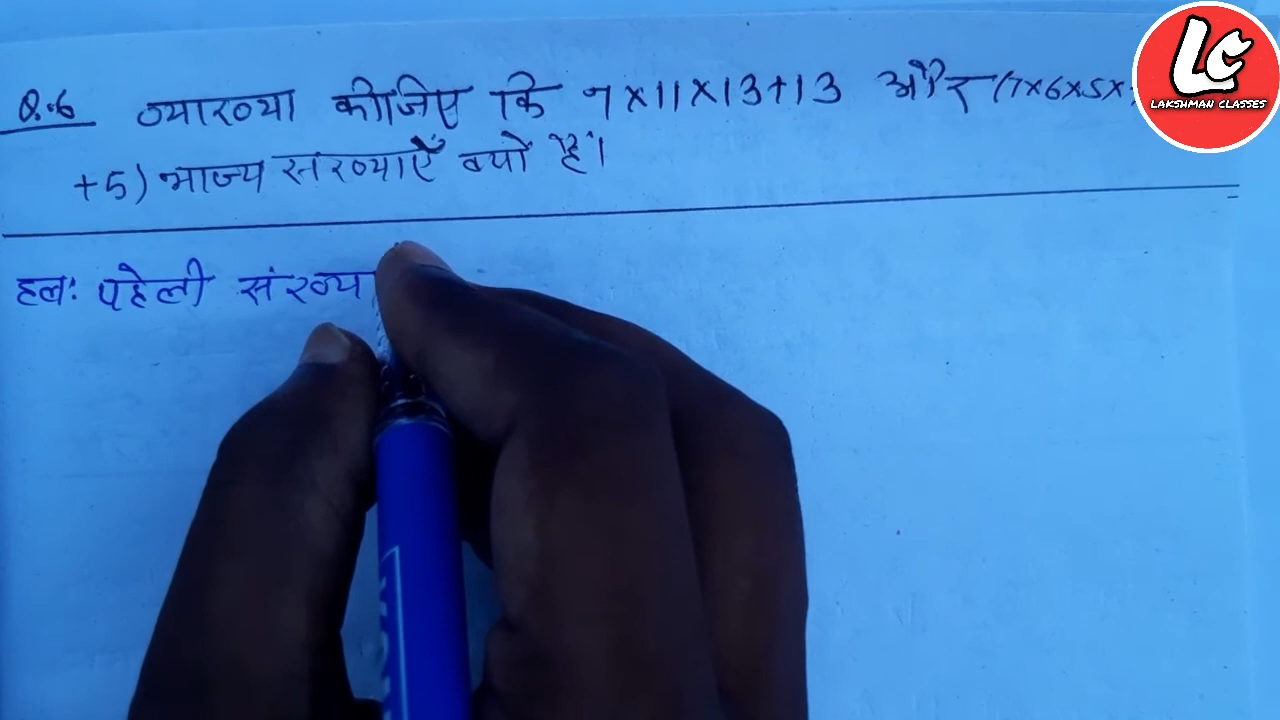 Q.6 व्याख्या कीजिए कि 7×11×13+13 और (7×6×5×
+5) भाज्य संख्याएँ क्यों हैं।
हल: पहेली संख्य
LC
LAKSHMAN CLASSES